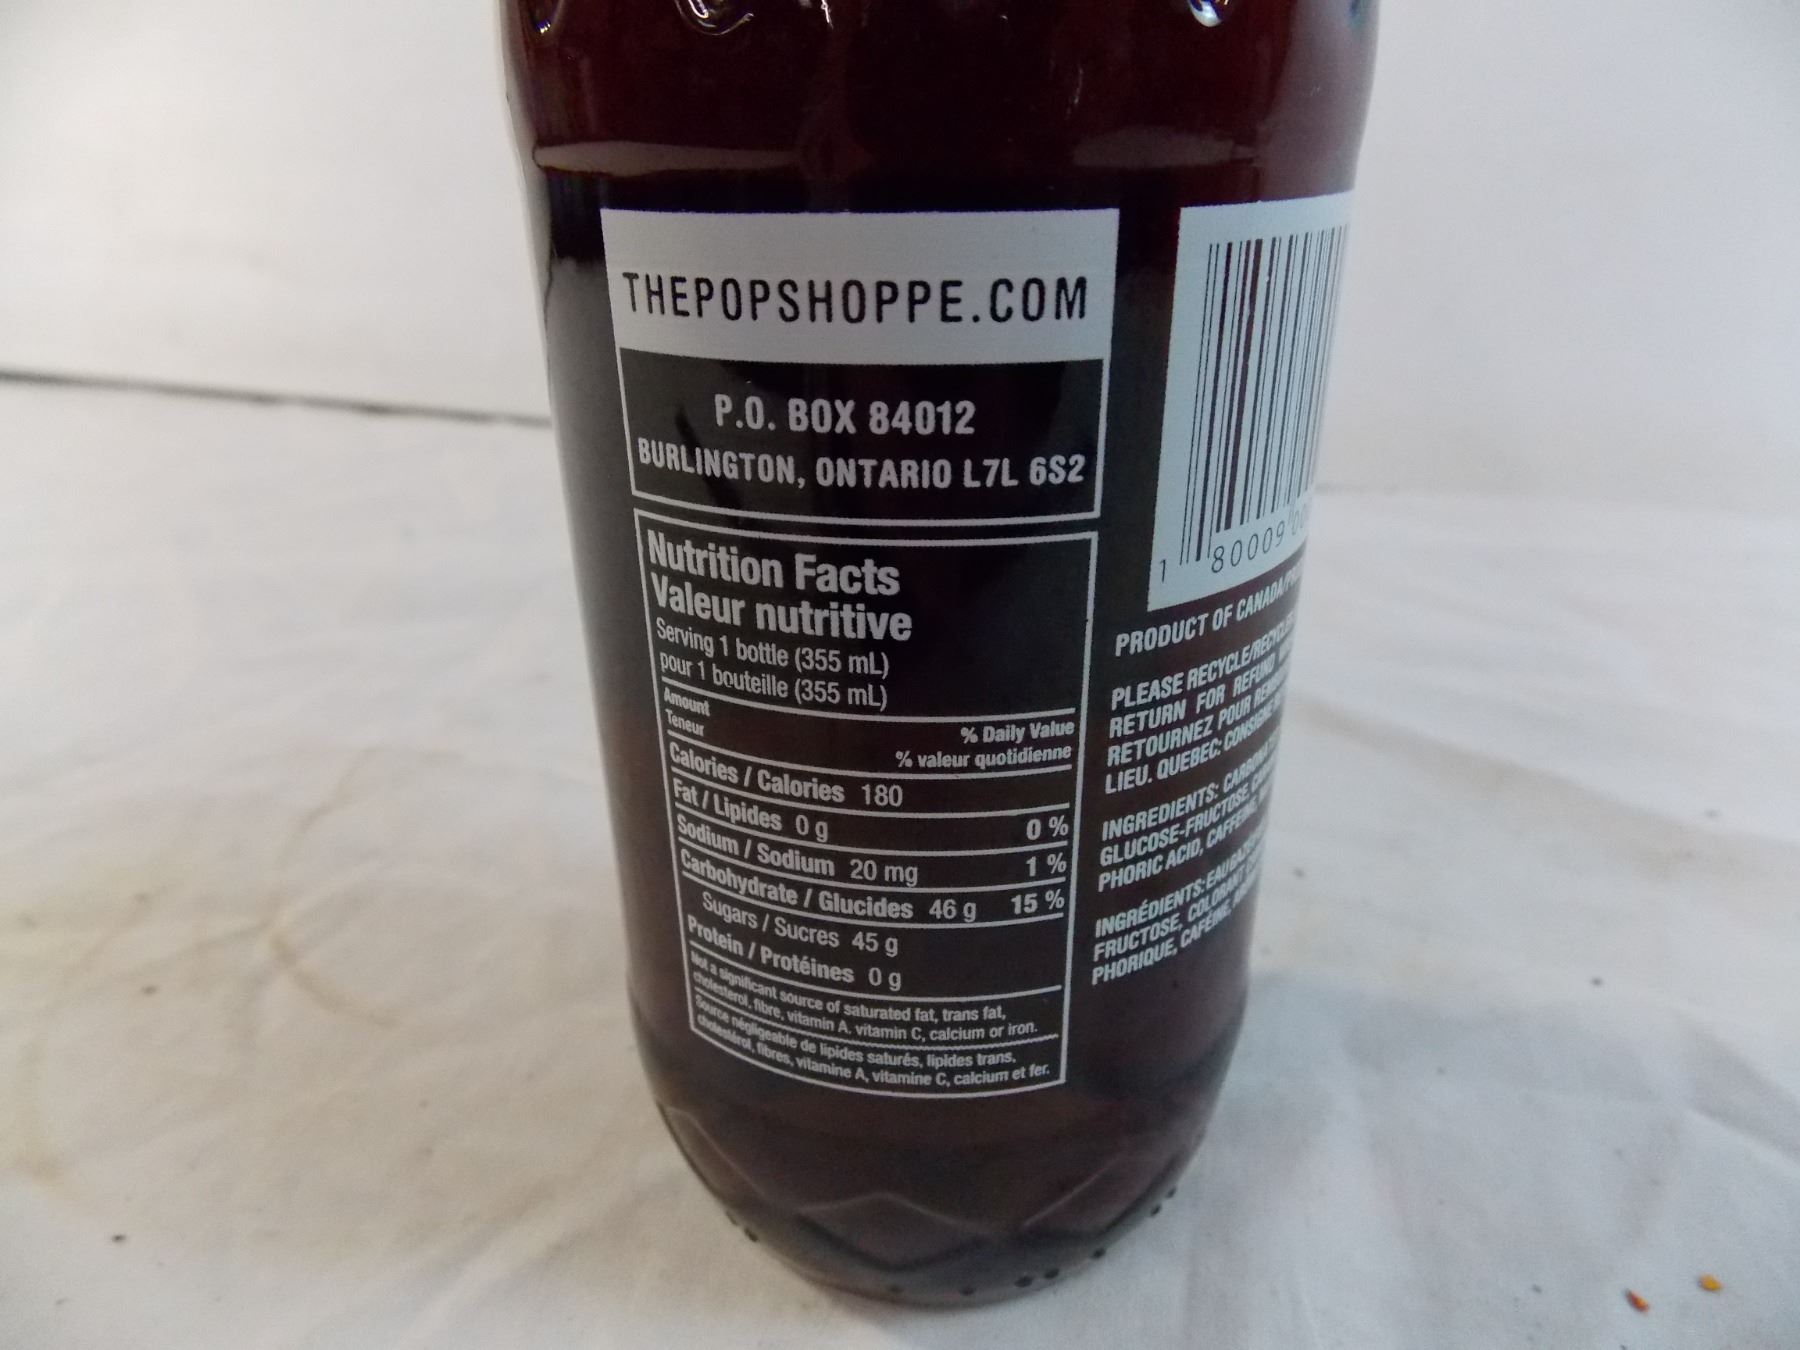 THEPOPSHOPPE.COM
P.O. BOX 84012
BURLINGTON, ONTARIO L7L 6S2
Nutrition Facts
Valeur nutritive
Serving 1 bottle (355 mL)
pour 1 bouteille (355 mL)
Amount
Teneur
% Daily Value
% valeur quotidienne
Calories / Calories 180
Fat / Lipides 0 g 0 %
Sodium / Sodium 20 mg 1 %
Carbohydrate / Glucides 46 g 15 %
Sugars / Sucres 45 g
Protein / Protéines 0 g
Not a significant source of saturated fat, trans fat,
cholesterol, fibre, vitamin A, vitamin C, calcium or iron.
Source négligeable de lipides saturés, lipides trans,
cholestérol, fibres, vitamine A, vitamine C, calcium et fer.
1 80009
PRODUCT OF CANADA/
PLEASE RECYCLE/
RETURN FOR REFUND
RETOURNEZ POUR
LIEU. QUEBEC: CONSIGNE
INGREDIENTS:
GLUCOSE-FRUCTOSE,
PHORIC ACID, CAFFEINE,
INGRÉDIENTS: EAU
FRUCTOSE, COLORANT
PHORIQUE, CAFÉINE,